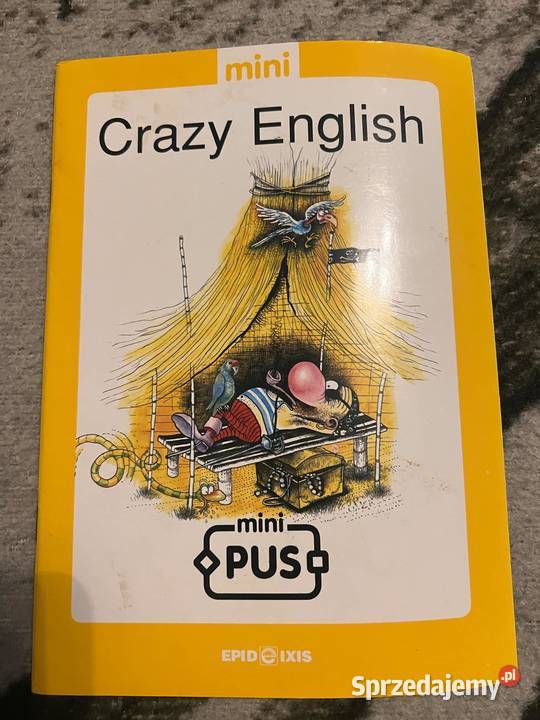 mini
Crazy English
mini
PUS
EPIDEIXIS
Sprzedajemy.pl